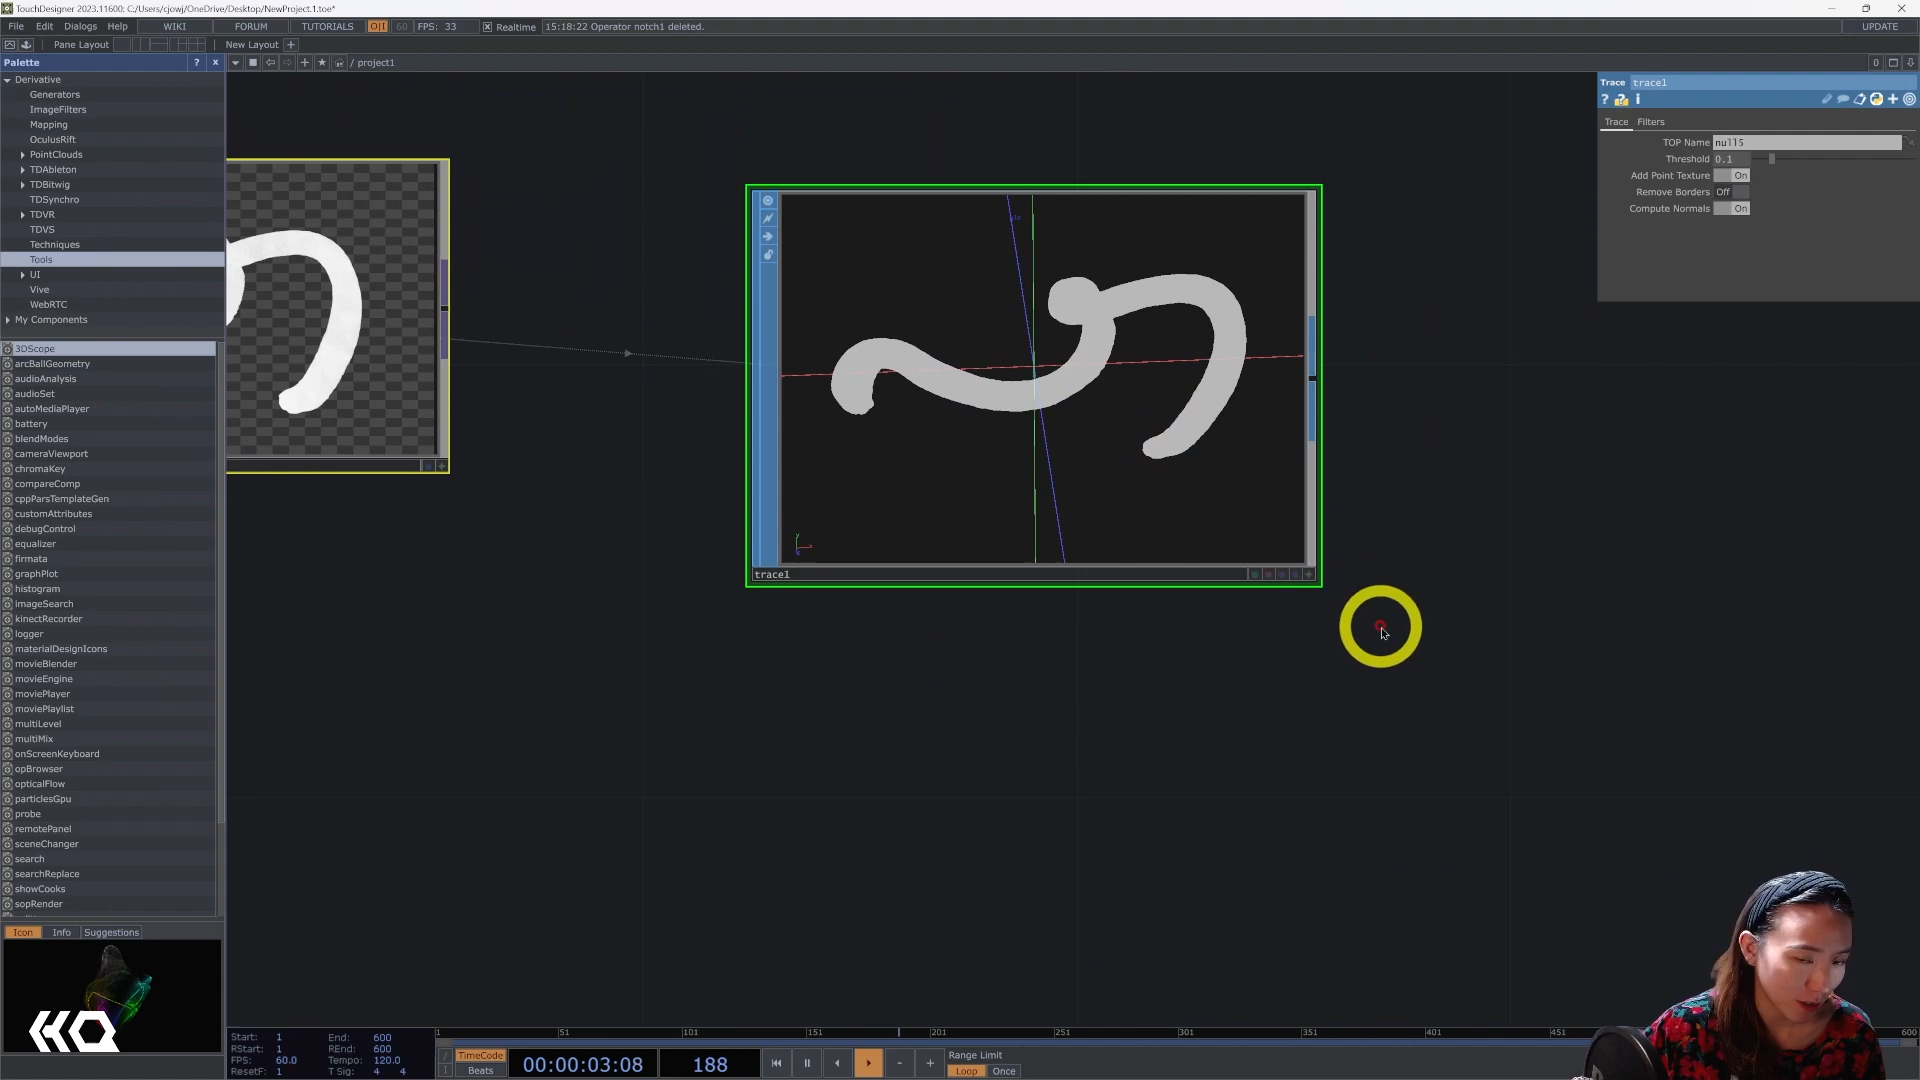 TouchDesigner 2023.11600: C:/Users/cjowj/OneDrive/Desktop/NewProject.1.toe*
File Edit Dialogs Help WIKI FORUM TUTORIALS O|I 60 FPS: 33 Realtime 15:18:22 Operator notch1 deleted. UPDATE
Pane Layout New Layout +
Palette ? x / project1 0
Derivative
Generators
ImageFilters
Mapping
OculusRift
PointClouds
TDAbleton
TDBitwig
TDSynchro
TDVR
TDVS
Techniques
Tools
UI
Vive
WebRTC
My Components
3DScope
arcBallGeometry
audioAnalysis
audioSet
autoMediaPlayer
battery
blendModes
cameraViewport
chromaKey
compareComp
cppParsTemplateGen
customAttributes
debugControl
equalizer
firmata
graphPlot
histogram
imageSearch
kinectRecorder
logger
materialDesignIcons
movieBlender
movieEngine
moviePlayer
moviePlaylist
multiLevel
multiMix
onScreenKeyboard
opBrowser
opticalFlow
particlesGpu
probe
remotePanel
sceneChanger
search
searchReplace
showCooks
sopRender
Icon Info Suggestions
HQ
trace1
Trace trace1
? ? i
Trace Filters
TOP Name null5
Threshold 0.1
Add Point Texture On
Remove Borders Off
Compute Normals On
Start: 1 End: 600
RStart: 1 REnd: 600
FPS: 60.0 Tempo: 120.0
ResetF: 1 T Sig: 4 4
1 51 101 151 201 251 301 351 401 451 600
TimeCode
Beats
00:00:03:08 188
- +
Range Limit
Loop Once